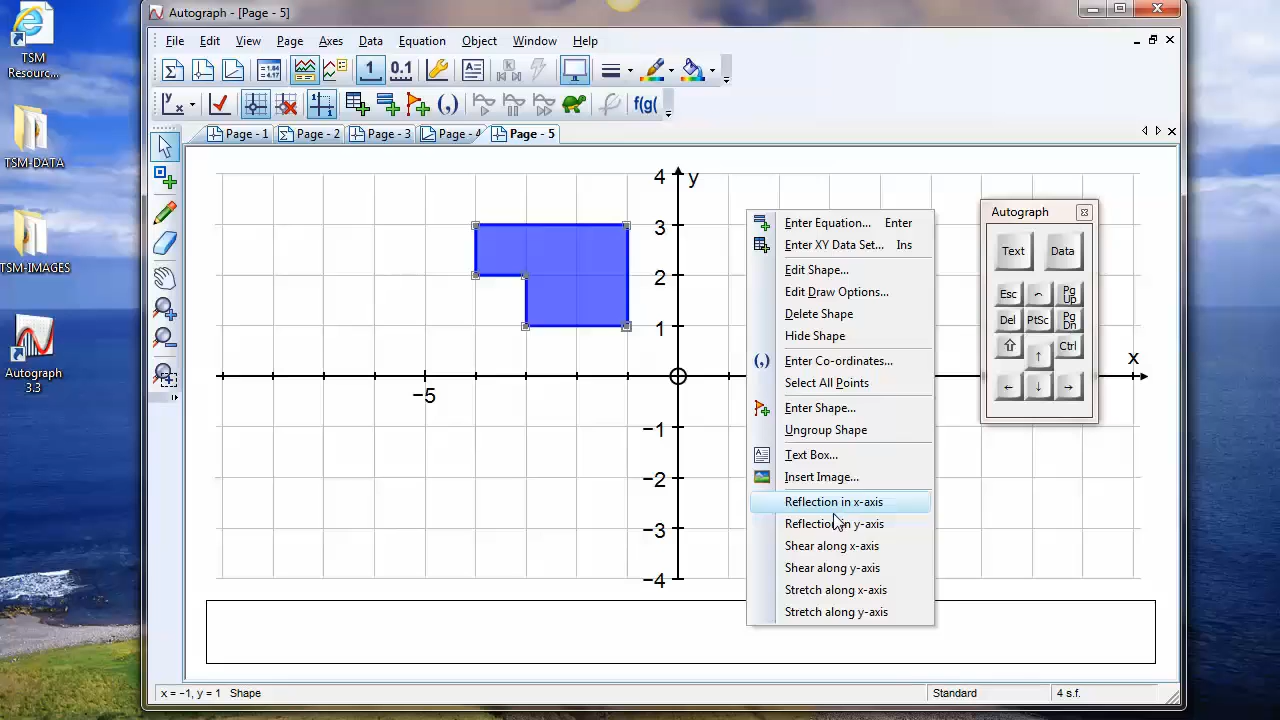 TSM
Resourc...
TSM-DATA
TSM-IMAGES
Autograph
3.3
Autograph - [Page - 5]
File Edit View Page Axes Data Equation Object Window Help
1 0.1
y x f(g(
Page - 1 Page - 2 Page - 3 Page - 4 Page - 5
4 y
3
2
1
x
−5
−1
−2
−3
−4
Enter Equation... Enter
Enter XY Data Set... Ins
Edit Shape...
Edit Draw Options...
Delete Shape
Hide Shape
Enter Co-ordinates...
Select All Points
Enter Shape...
Ungroup Shape
Text Box...
Insert Image...
Reflection in x-axis
Reflection in y-axis
Shear along x-axis
Shear along y-axis
Stretch along x-axis
Stretch along y-axis
Autograph
Text Data
Esc Pg Up
Del PtSc Pg Dn
Ctrl
x = −1, y = 1 Shape
Standard
4 s.f.